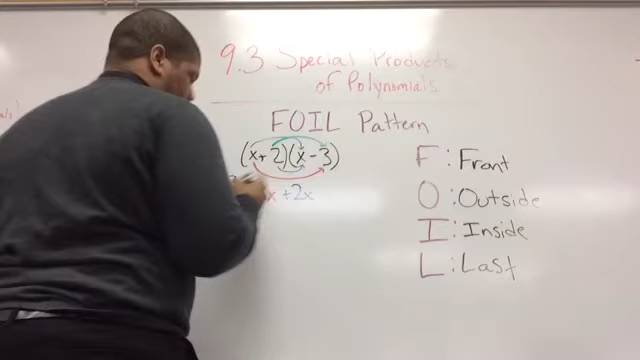 9.3 Special Products
of Polynomials
FOIL Pattern
(x+2)(x-3)
x +2x
F: Front
O: Outside
I: Inside
L: Last